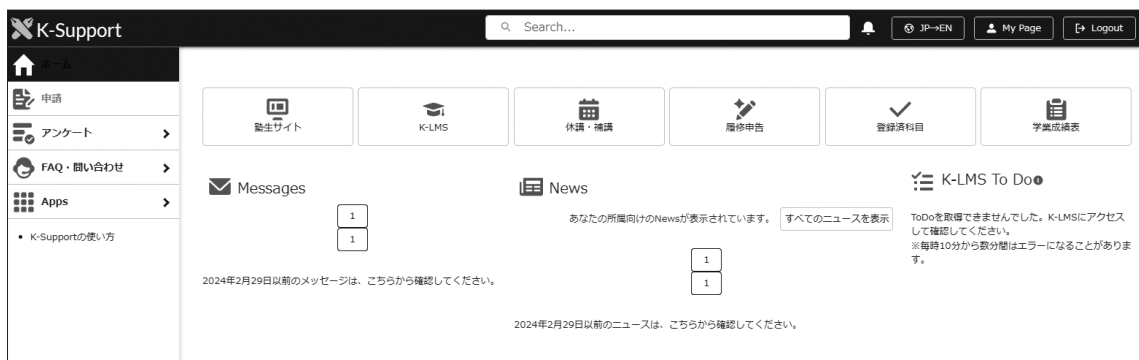 K-Support
Search...
JP→EN
My Page
Logout
ホーム
申請
アンケート
FAQ・問い合わせ
Apps
K-Supportの使い方
塾生サイト
K-LMS
休講・補講
履修申告
登録済科目
学業成績表
Messages
1
1
2024年2月29日以前のメッセージは、こちらから確認してください。
News
あなたの所属向けのNewsが表示されています。
すべてのニュースを表示
1
1
2024年2月29日以前のニュースは、こちらから確認してください。
K-LMS To Do
ToDoを取得できませんでした。K-LMSにアクセス
して確認してください。
※毎時10分から数分間はエラーになることがありま
す。